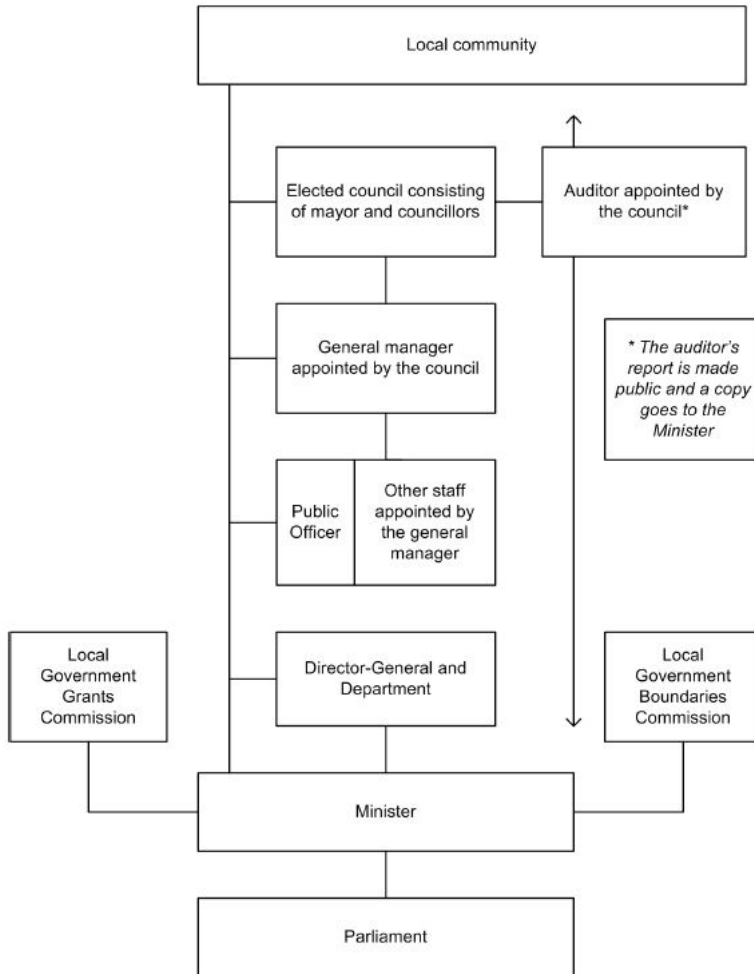 Local community
Elected council consisting
of mayor and councillors
Auditor appointed by
the council*
General manager
appointed by the council
* The auditor's
report is made
public and a copy
goes to the
Minister
Public
Officer
Other staff
appointed by
the general
manager
Local
Government
Grants
Commission
Director-General and
Department
Local
Government
Boundaries
Commission
Minister
Parliament